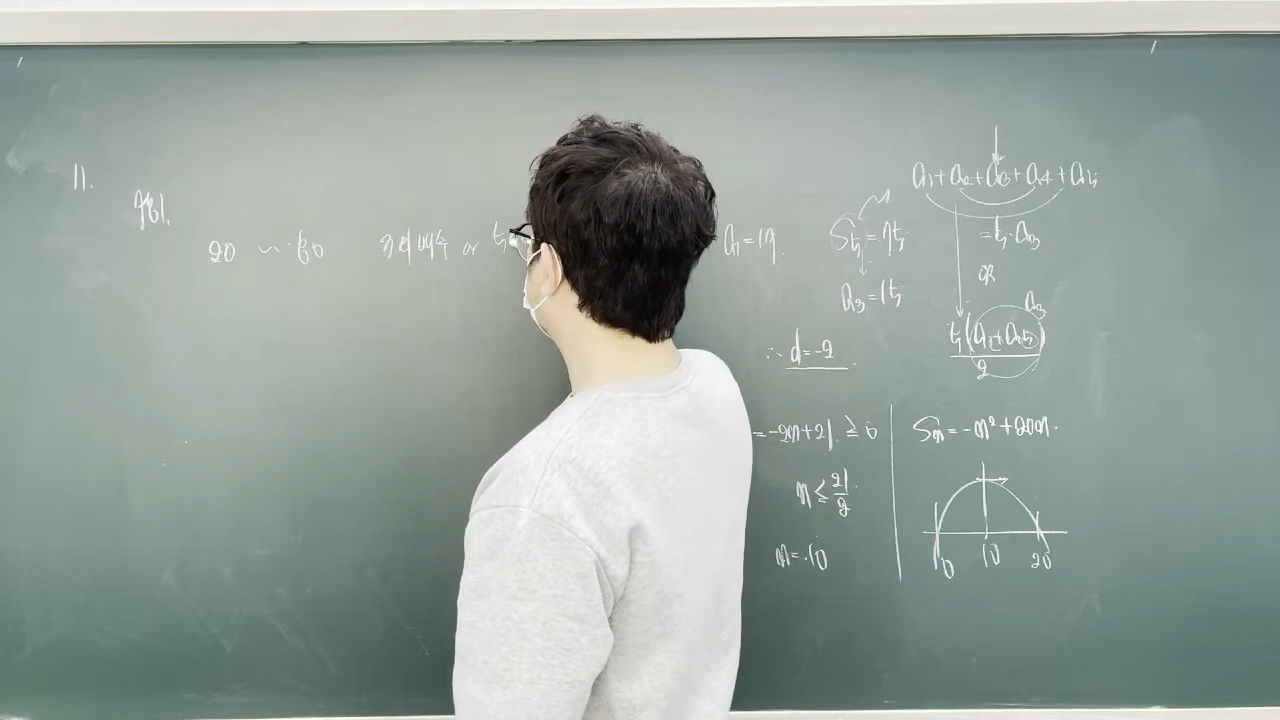 11.
20 ~ 60 3의 배수 or 5
a₁=19.
S₅=75
a₃=15
∴ d=-2
=-2n+21 ≥ 0
n ≤ 21/2
n=10
a₁+a₂+a₃+a₄+a₅
=5·a₃
OR
a₃
5(a₁+a₅)/2
Sₙ=-n²+20n.
0 10 20